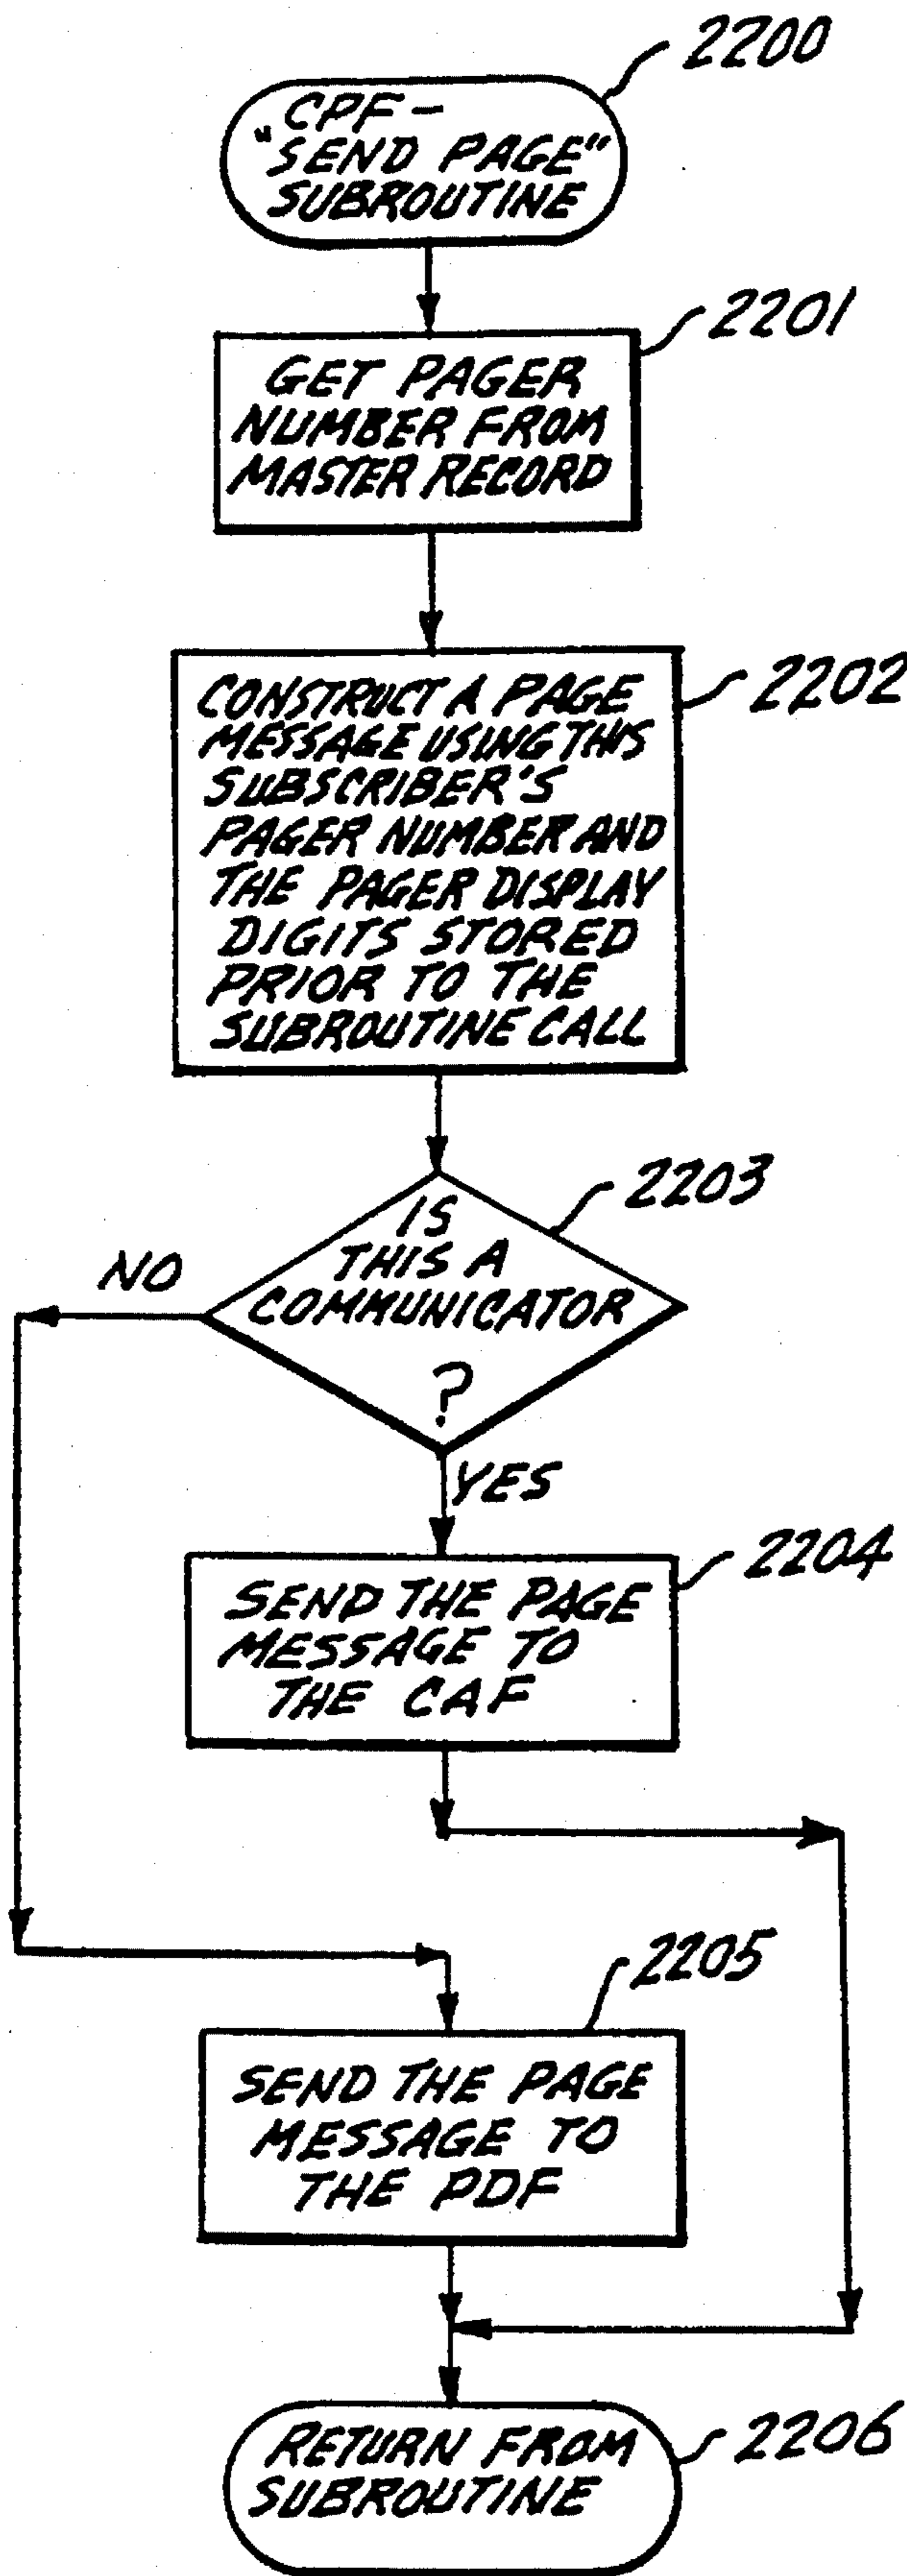 2200
CPF-
"SEND PAGE"
SUBROUTINE
2201
GET PAGER
NUMBER FROM
MASTER RECORD
2202
CONSTRUCT A PAGE
MESSAGE USING THIS
SUBSCRIBER'S
PAGER NUMBER AND
THE PAGER DISPLAY
DIGITS STORED
PRIOR TO THE
SUBROUTINE CALL
2203
IS
THIS A
COMMUNICATOR
?
NO
YES
2204
SEND THE PAGE
MESSAGE TO
THE CAF
2205
SEND THE PAGE
MESSAGE TO
THE PDF
2206
RETURN FROM
SUBROUTINE